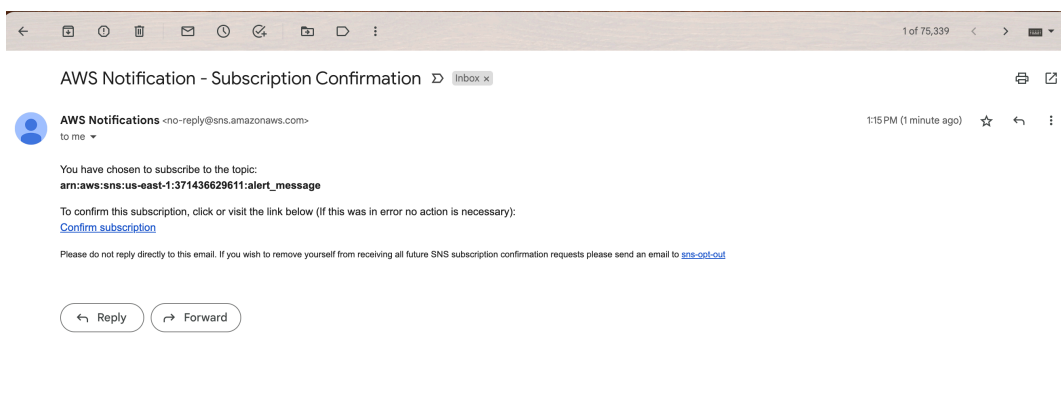 1 of 75,339
AWS Notification - Subscription Confirmation Inbox x
AWS Notifications <no-reply@sns.amazonaws.com> 1:15 PM (1 minute ago)
to me
You have chosen to subscribe to the topic:
arn:aws:sns:us-east-1:371436629611:alert_message
To confirm this subscription, click or visit the link below (If this was in error no action is necessary):
Confirm subscription
Please do not reply directly to this email. If you wish to remove yourself from receiving all future SNS subscription confirmation requests please send an email to sns-opt-out
Reply Forward